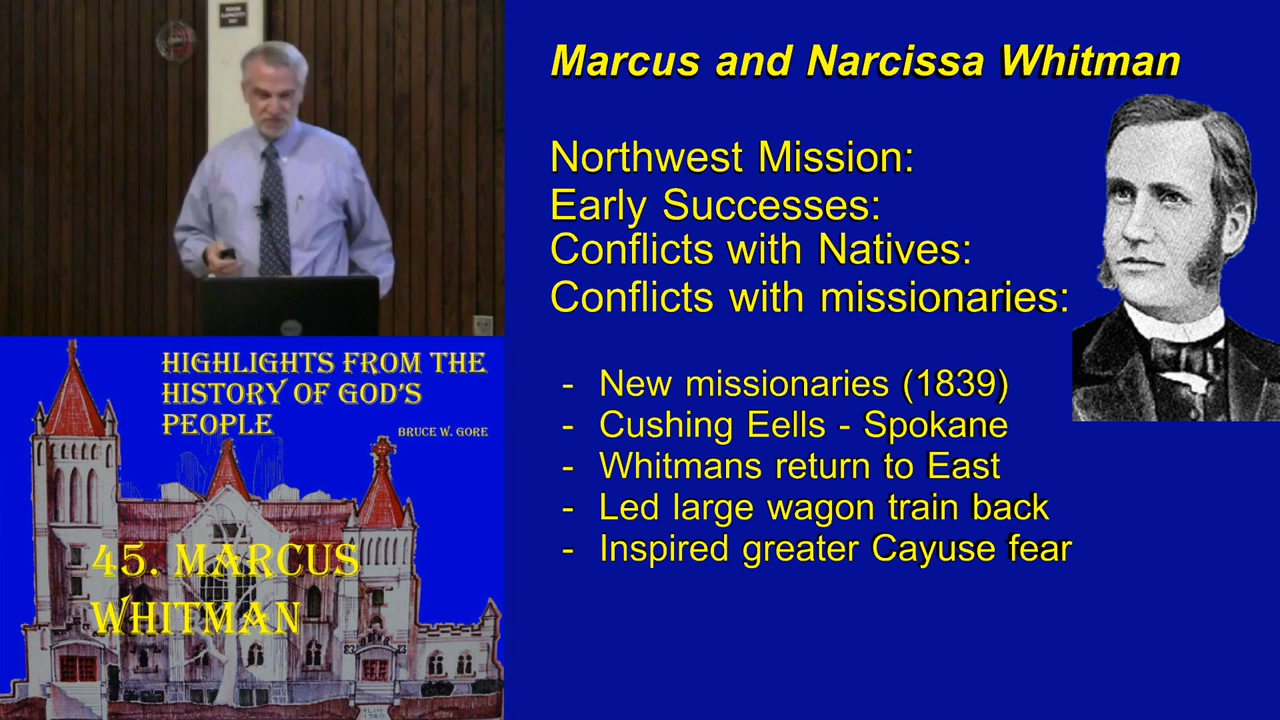 ROOM
CAPACITY
Marcus and Narcissa Whitman
Northwest Mission:
Early Successes:
Conflicts with Natives:
Conflicts with missionaries:
- New missionaries (1839)
- Cushing Eells - Spokane
- Whitmans return to East
- Led large wagon train back
- Inspired greater Cayuse fear
HIGHLIGHTS FROM THE
HISTORY OF GOD'S
PEOPLE
BRUCE W. GORE
45. MARCUS
WHITMAN